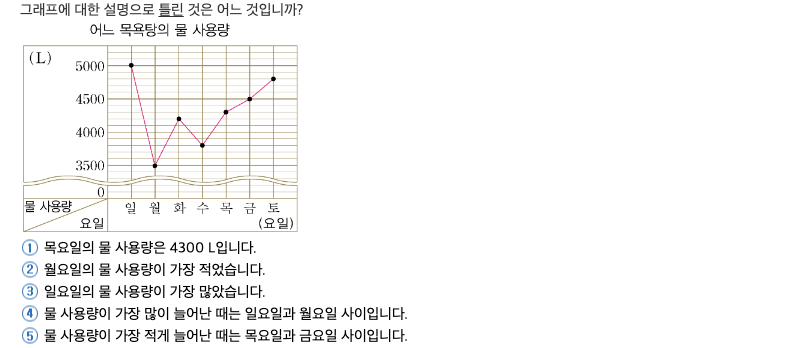 그래프에 대한 설명으로 틀린 것은 어느 것입니까?
어느 목욕탕의 물 사용량
(L)
5000
4500
4000
3500
0
물 사용량
요일
일 월 화 수 목 금 토
(요일)
① 목요일의 물 사용량은 4300 L입니다.
② 월요일의 물 사용량이 가장 적었습니다.
③ 일요일의 물 사용량이 가장 많았습니다.
④ 물 사용량이 가장 많이 늘어난 때는 일요일과 월요일 사이입니다.
⑤ 물 사용량이 가장 적게 늘어난 때는 목요일과 금요일 사이입니다.